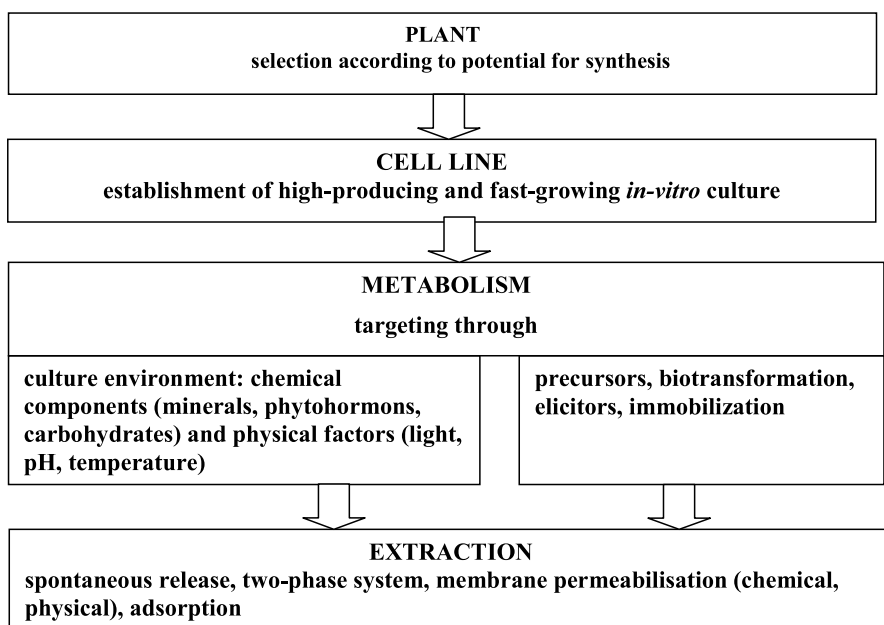 PLANT
selection according to potential for synthesis
CELL LINE
establishment of high-producing and fast-growing in-vitro culture
METABOLISM
targeting through
culture environment: chemical
components (minerals, phytohormons,
carbohydrates) and physical factors (light,
pH, temperature)
precursors, biotransformation,
elicitors, immobilization
EXTRACTION
spontaneous release, two-phase system, membrane permeabilisation (chemical,
physical), adsorption